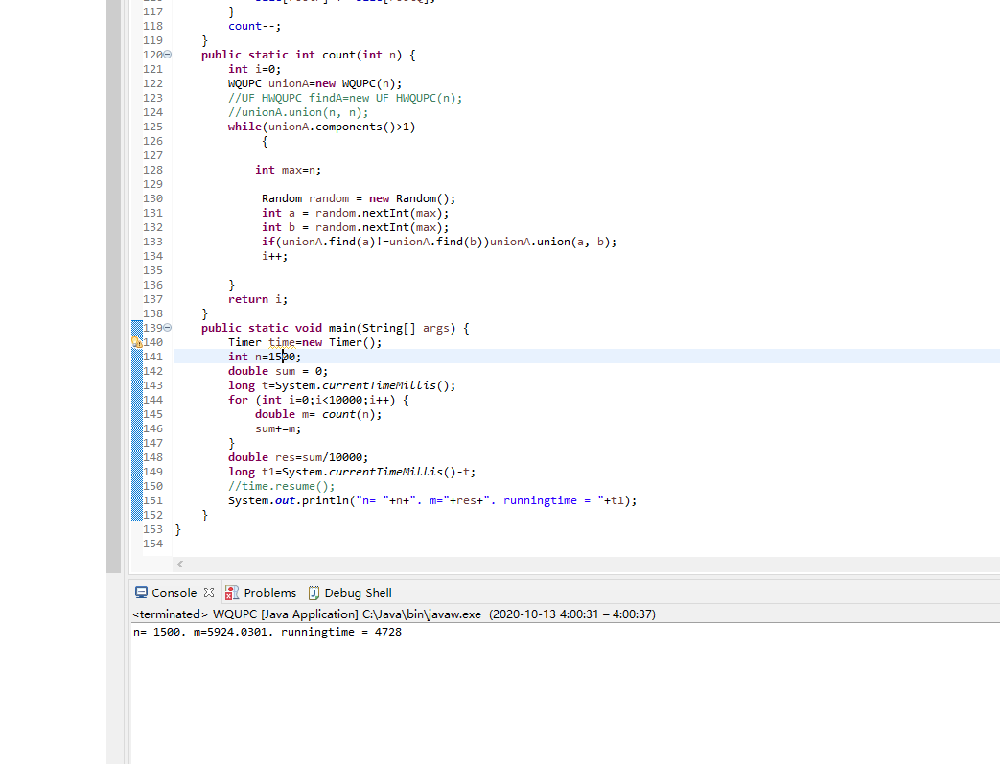 117 }
118 count--;
119 }
120 public static int count(int n) {
121 int i=0;
122 WQUPC unionA=new WQUPC(n);
123 //UF_HWQUPC findA=new UF_HWQUPC(n);
124 //unionA.union(n, n);
125 while(unionA.components()>1)
126 {
127
128 int max=n;
129
130 Random random = new Random();
131 int a = random.nextInt(max);
132 int b = random.nextInt(max);
133 if(unionA.find(a)!=unionA.find(b))unionA.union(a, b);
134 i++;
135
136 }
137 return i;
138 }
139 public static void main(String[] args) {
140 Timer time=new Timer();
141 int n=1500;
142 double sum = 0;
143 long t=System.currentTimeMillis();
144 for (int i=0;i<10000;i++) {
145 double m= count(n);
146 sum+=m;
147 }
148 double res=sum/10000;
149 long t1=System.currentTimeMillis()-t;
150 //time.resume();
151 System.out.println("n= "+n+". m="+res+". runningtime = "+t1);
152 }
153 }
154
Console Problems Debug Shell
<terminated> WQUPC [Java Application] C:\Java\bin\javaw.exe (2020-10-13 4:00:31 – 4:00:37)
n= 1500. m=5924.0301. runningtime = 4728